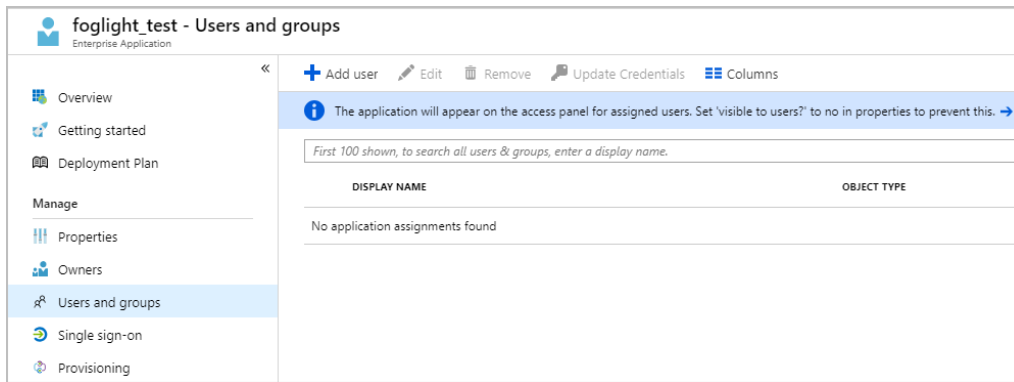 foglight_test - Users and groups
Enterprise Application
«
Overview
Getting started
Deployment Plan
Manage
Properties
Owners
Users and groups
Single sign-on
Provisioning
Add user Edit Remove Update Credentials Columns
The application will appear on the access panel for assigned users. Set 'visible to users?' to no in properties to prevent this. →
First 100 shown, to search all users & groups, enter a display name.
DISPLAY NAME OBJECT TYPE
No application assignments found